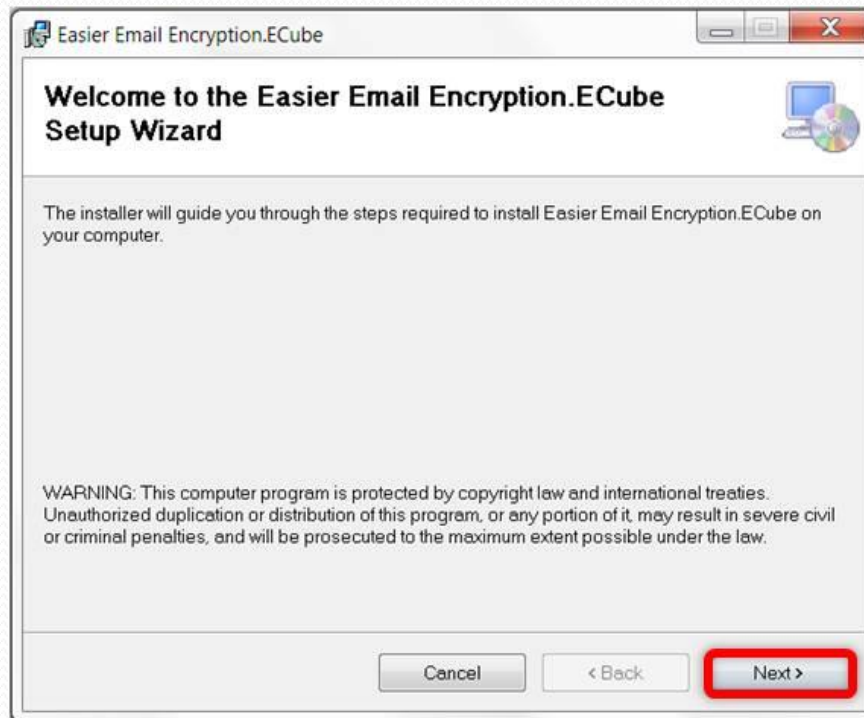 Easier Email Encryption.ECube
Welcome to the Easier Email Encryption.ECube
Setup Wizard
The installer will guide you through the steps required to install Easier Email Encryption.ECube on
your computer.
WARNING: This computer program is protected by copyright law and international treaties.
Unauthorized duplication or distribution of this program, or any portion of it, may result in severe civil
or criminal penalties, and will be prosecuted to the maximum extent possible under the law.
Cancel
< Back
Next >